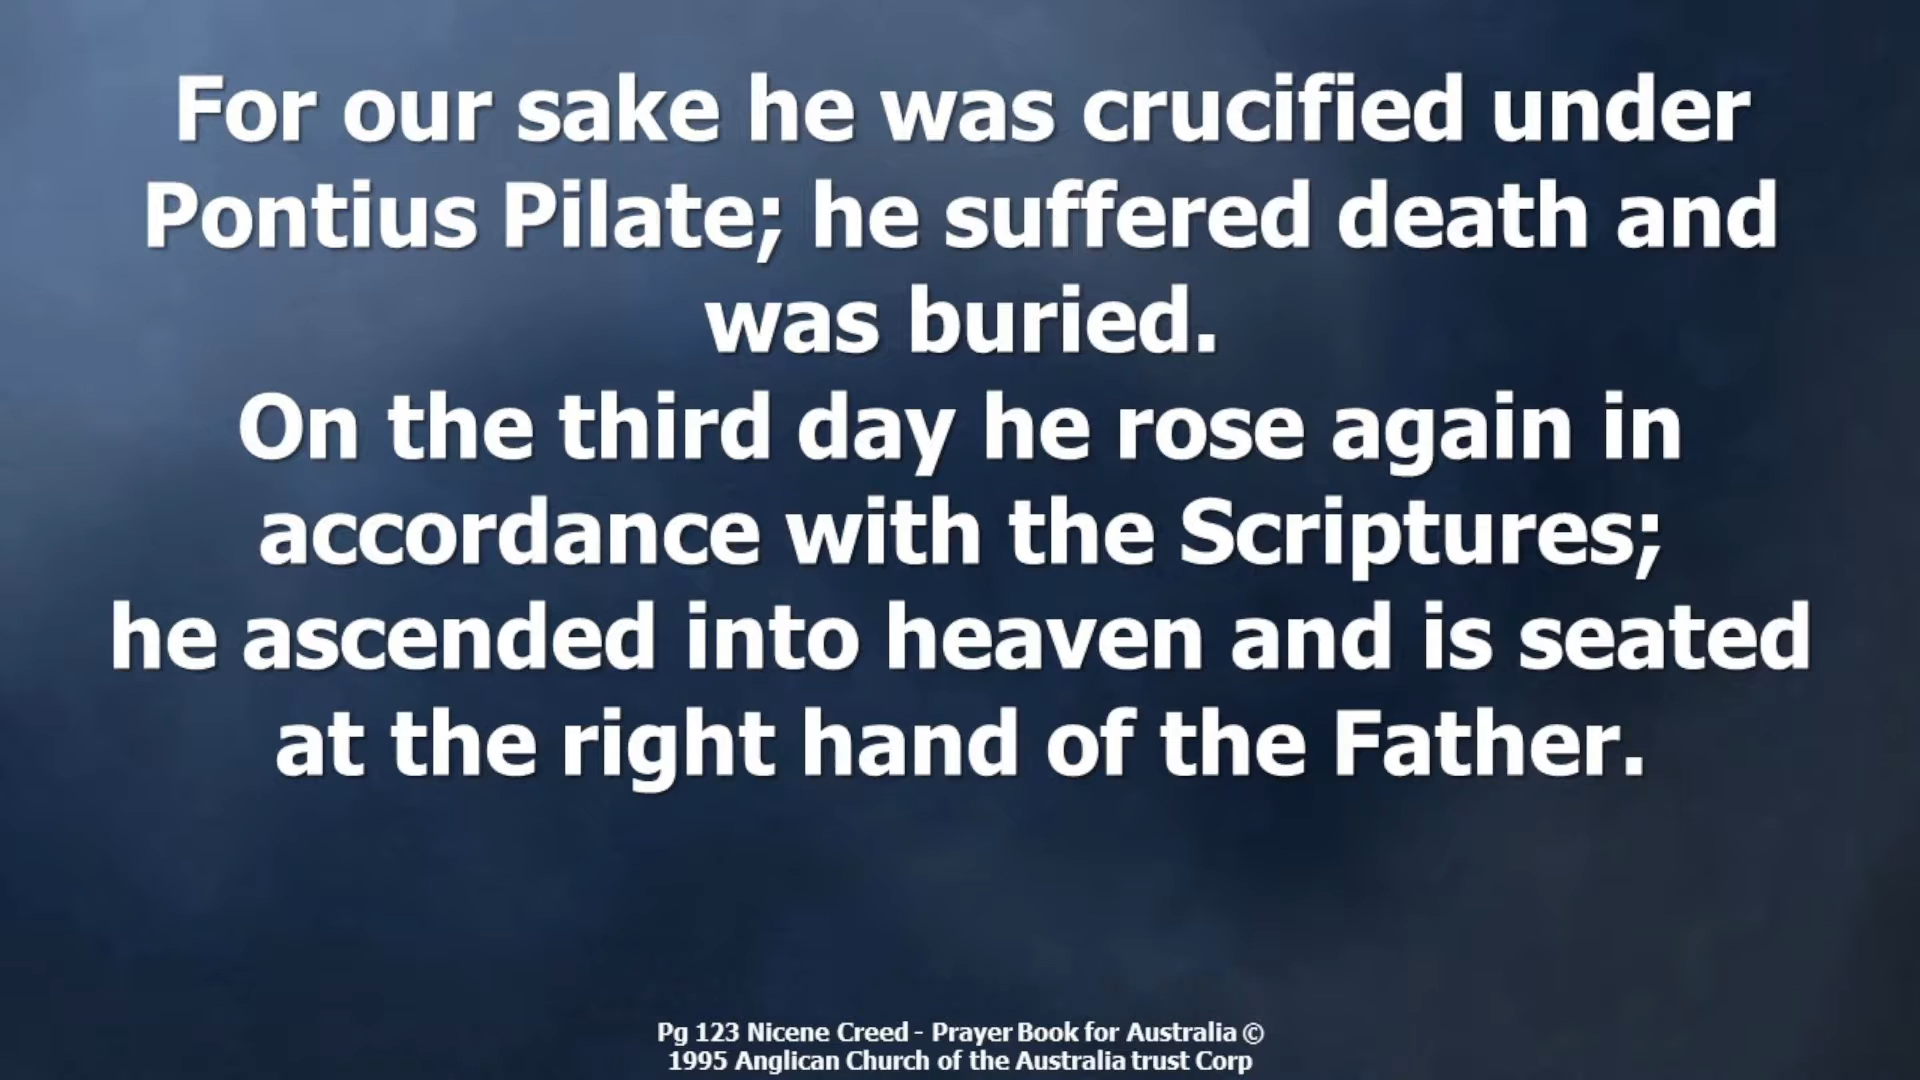 For our sake he was crucified under
Pontius Pilate; he suffered death and
was buried.
On the third day he rose again in
accordance with the Scriptures;
he ascended into heaven and is seated
at the right hand of the Father.
Pg 123 Nicene Creed - Prayer Book for Australia ©
1995 Anglican Church of the Australia trust Corp